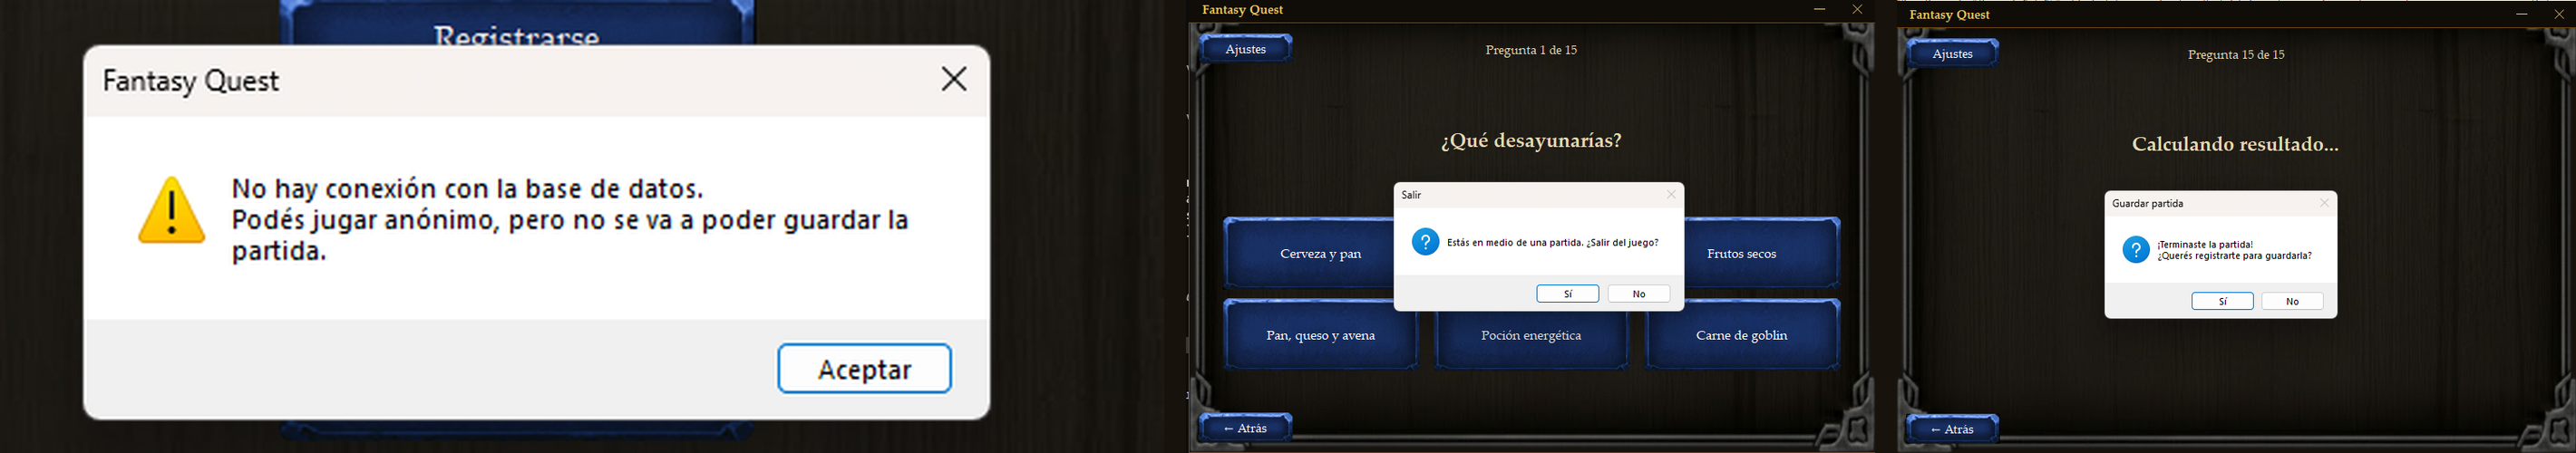 Registrarse
Fantasy Quest
No hay conexión con la base de datos.
Podés jugar anónimo, pero no se va a poder guardar la
partida.
Aceptar
Fantasy Quest
Ajustes
Pregunta 1 de 15
¿Qué desayunarías?
Salir
Estás en medio de una partida. ¿Salir del juego?
Sí
No
Cerveza y pan
Frutos secos
Pan, queso y avena
Poción energética
Carne de goblin
← Atrás
Fantasy Quest
Ajustes
Pregunta 15 de 15
Calculando resultado...
Guardar partida
¡Terminaste la partida!
¿Querés registrarte para guardarla?
Sí
No
← Atrás